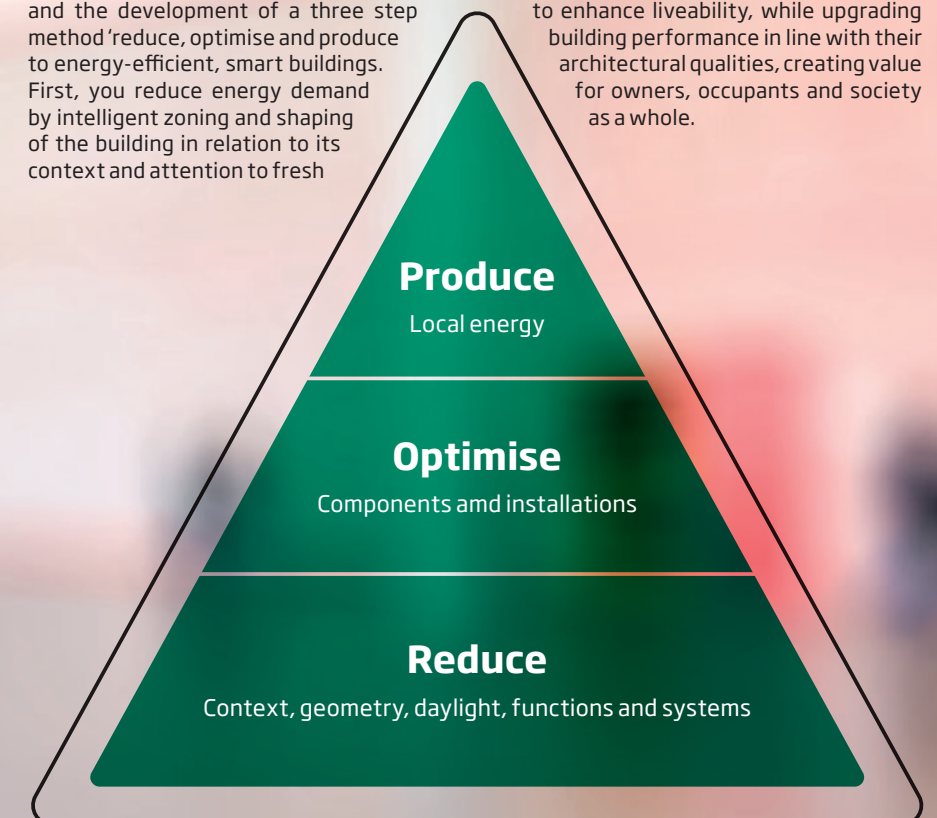 and the development of a three step
method ‘reduce, optimise and produce
to energy-efficient, smart buildings.
First, you reduce energy demand
by intelligent zoning and shaping
of the building in relation to its
context and attention to fresh
to enhance liveability, while upgrading
building performance in line with their
architectural qualities, creating value
for owners, occupants and society
as a whole.
Produce
Local energy
Optimise
Components amd installations
Reduce
Context, geometry, daylight, functions and systems